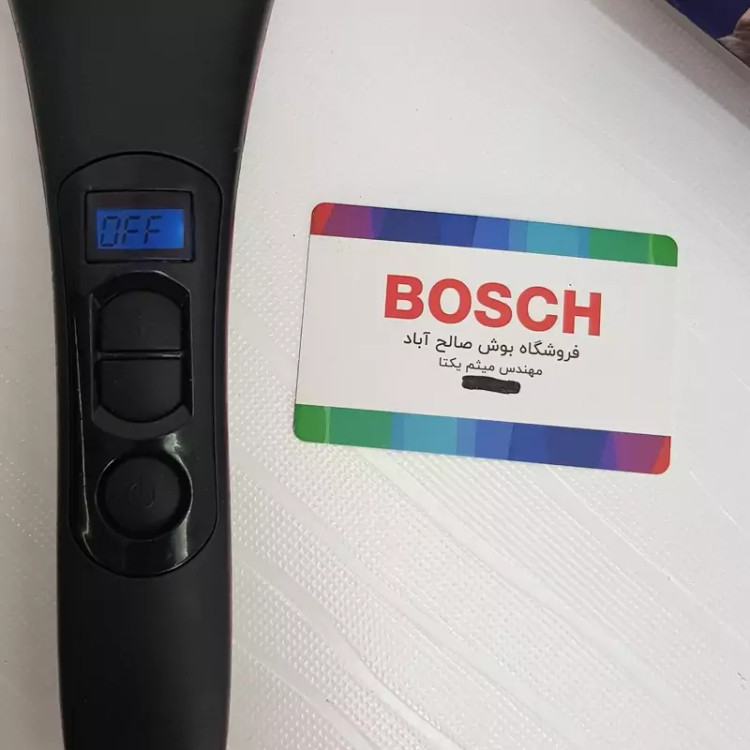 OFF
BOSCH
فروشگاه بوش صالح آباد
مهندس میثم یکتا